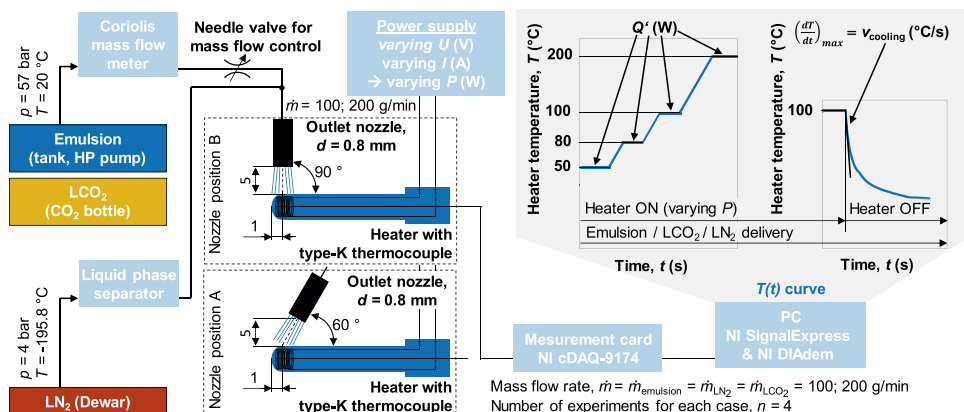 Coriolis
mass flow
meter
Needle valve for
mass flow control
Power supply
varying U (V)
varying I (A)
→ varying P (W)
p = 57 bar
T = 20 °C
Emulsion
(tank, HP pump)
LCO₂
(CO₂ bottle)
Liquid phase
separator
p = 4 bar
T = -195.8 °C
LN₂ (Dewar)
ṁ = 100; 200 g/min
Nozzle position B
Outlet nozzle,
d = 0.8 mm
5
90 °
1
Heater with
type-K thermocouple
Nozzle position A
Outlet nozzle,
d = 0.8 mm
5
60 °
1
Heater with
type-K thermocouple
Heater temperature, T (°C)
T (°C)
200
100
80
50
Q' (W)
Heater temperature, T (°C)
T (°C)
(dT/dt)max = vcooling (°C/s)
100
Heater ON (varying P)
Heater OFF
Emulsion / LCO₂ / LN₂ delivery
Time, t (s)
Time, t (s)
T(t) curve
Mesurement card
NI cDAQ-9174
PC
NI SignalExpress
& NI DIAdem
Mass flow rate, ṁ = ṁemulsion = ṁLN₂ = ṁLCO₂ = 100; 200 g/min
Number of experiments for each case, n = 4